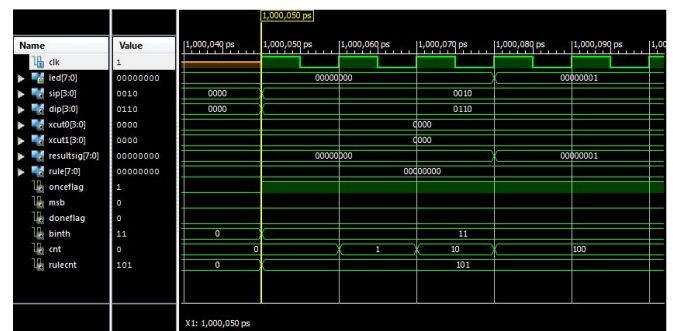 1,000,050 ps
Name Value 1,000,040 ps 1,000,050 ps 1,000,060 ps 1,000,070 ps 1,000,080 ps 1,000,090 ps 1,00
clk 1
led[7:0] 00000000 00000000 00000001
sip[3:0] 0010 0000 0010
dip[3:0] 0110 0000 0110
xcut0[3:0] 0000 0000
xcut1[3:0] 0000 0000
resultsig[7:0] 00000000 00000000 00000001
rule[7:0] 00000000 00000000
onceflag 1
msb 0
doneflag 0
binth 11 0 11
cnt 0 0 1 10 100
rulecnt 101 0 101
X1: 1,000,050 ps